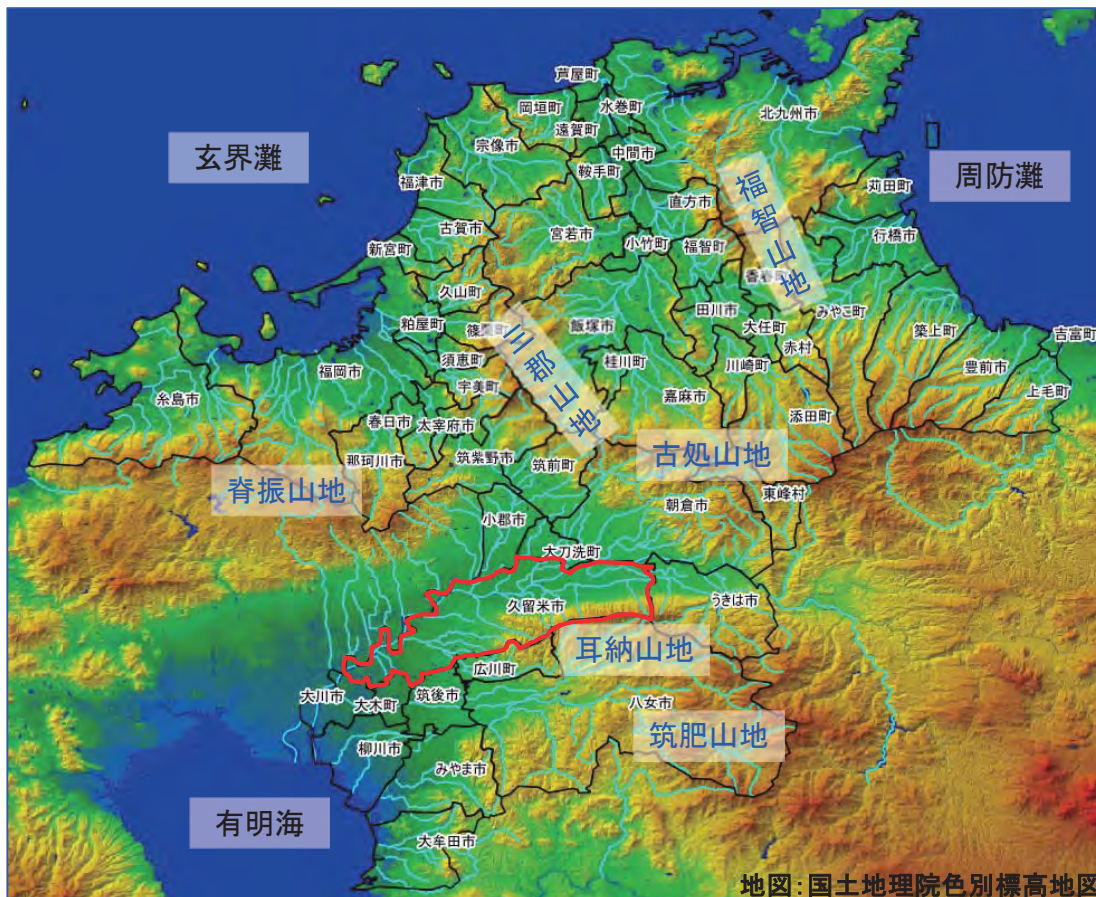 芦屋町
岡垣町
水巻町
遠賀町
北九州市
宗像市
中間市
玄界灘
鞍手町
周防灘
福津市
直方市
苅田町
福智山地
古賀市
宮若市
行橋市
小竹町
福智町
新宮町
香春町
久山町
田川市
みやこ町
粕屋町
篠栗町
飯塚市
大任町
築上町
吉富町
三郡山地
赤村
須恵町
桂川町
川崎町
豊前市
福岡市
宇美町
上毛町
糸島市
嘉麻市
春日市
太宰府市
添田町
那珂川市
筑紫野市
筑前町
古処山地
脊振山地
東峰村
朝倉市
小郡市
大刀洗町
久留米市
うきは市
耳納山地
広川町
大川市
筑後市
大木町
八女市
筑肥山地
柳川市
みやま市
有明海
大牟田市
地図:国土地理院色別標高地図